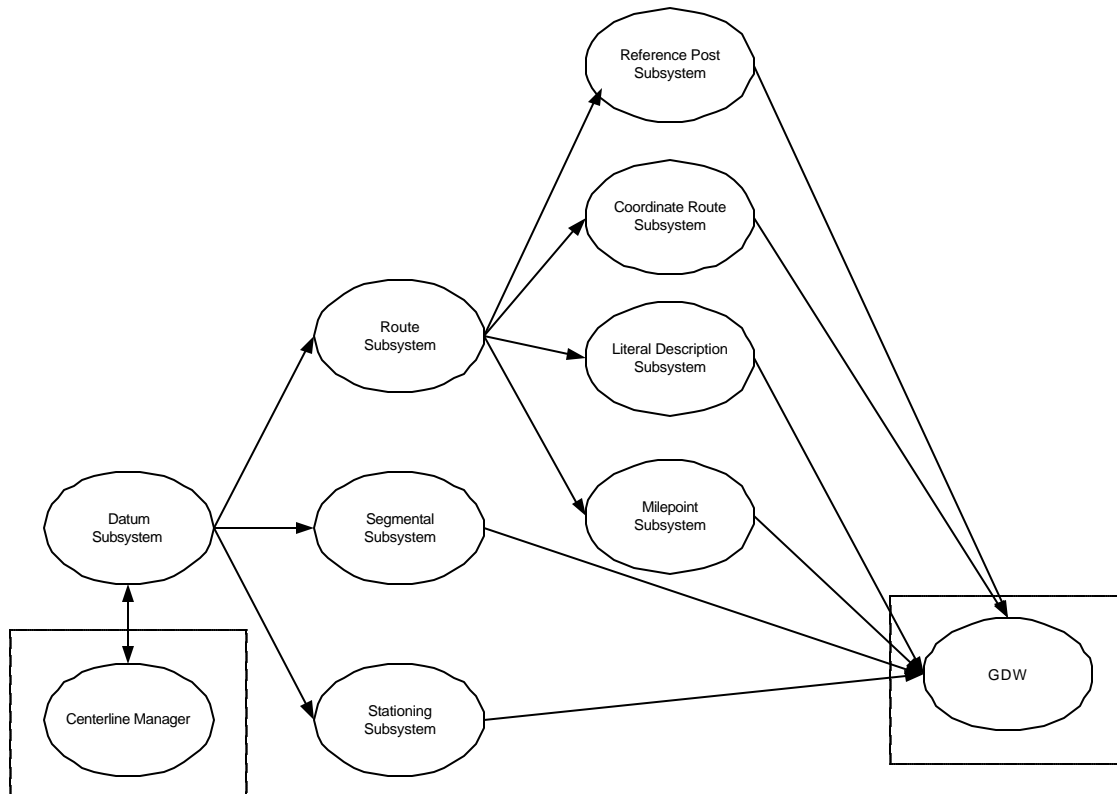 Reference Post
Subsystem
Coordinate Route
Subsystem
Route
Subsystem
Literal Description
Subsystem
Datum
Subsystem
Segmental
Subsystem
Milepoint
Subsystem
Centerline Manager
Stationing
Subsystem
GDW